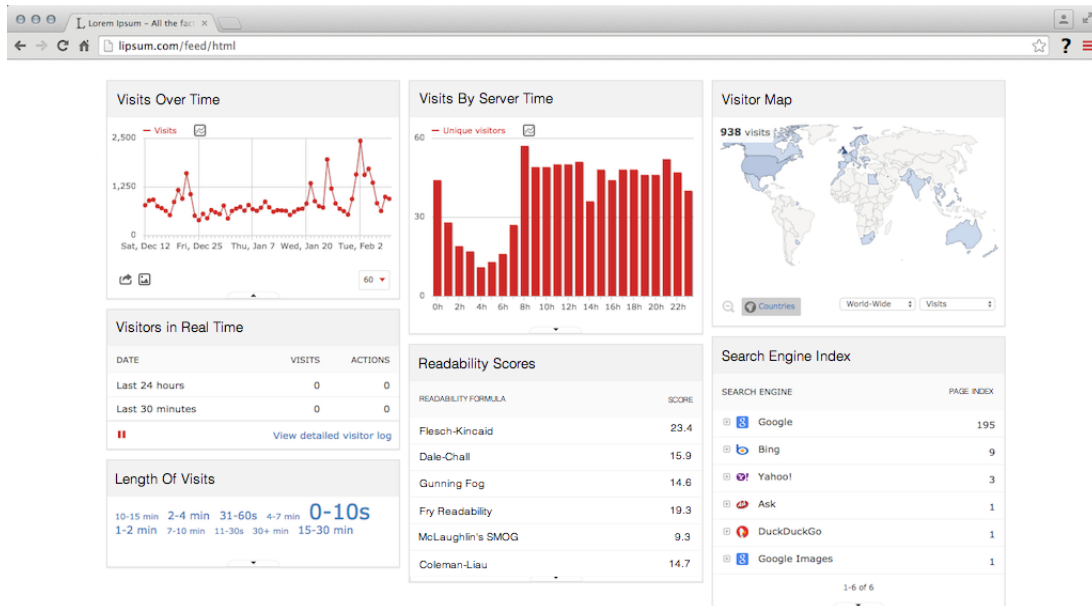 L Lorem Ipsum - All the fact ×
lipsum.com/feed/html
?
Visits Over Time
Visits
2,500
1,250
0
Sat, Dec 12 Fri, Dec 25 Thu, Jan 7 Wed, Jan 20 Tue, Feb 2
60
Visitors in Real Time
DATE VISITS ACTIONS
Last 24 hours 0 0
Last 30 minutes 0 0
View detailed visitor log
Length Of Visits
10-15 min 2-4 min 31-60s 4-7 min 0-10s
1-2 min 7-10 min 11-30s 30+ min 15-30 min
Visits By Server Time
Unique visitors
60
30
0
0h 2h 4h 6h 8h 10h 12h 14h 16h 18h 20h 22h
Readability Scores
READABILITY FORMULA SCORE
Flesch-Kincaid 23.4
Dale-Chall 15.9
Gunning Fog 14.6
Fry Readability 19.3
McLaughlin's SMOG 9.3
Coleman-Liau 14.7
Visitor Map
938 visits
Countries
World-Wide Visits
Search Engine Index
SEARCH ENGINE PAGE INDEX
Google 195
Bing 9
Yahoo! 3
Ask 1
DuckDuckGo 1
Google Images 1
1-6 of 6